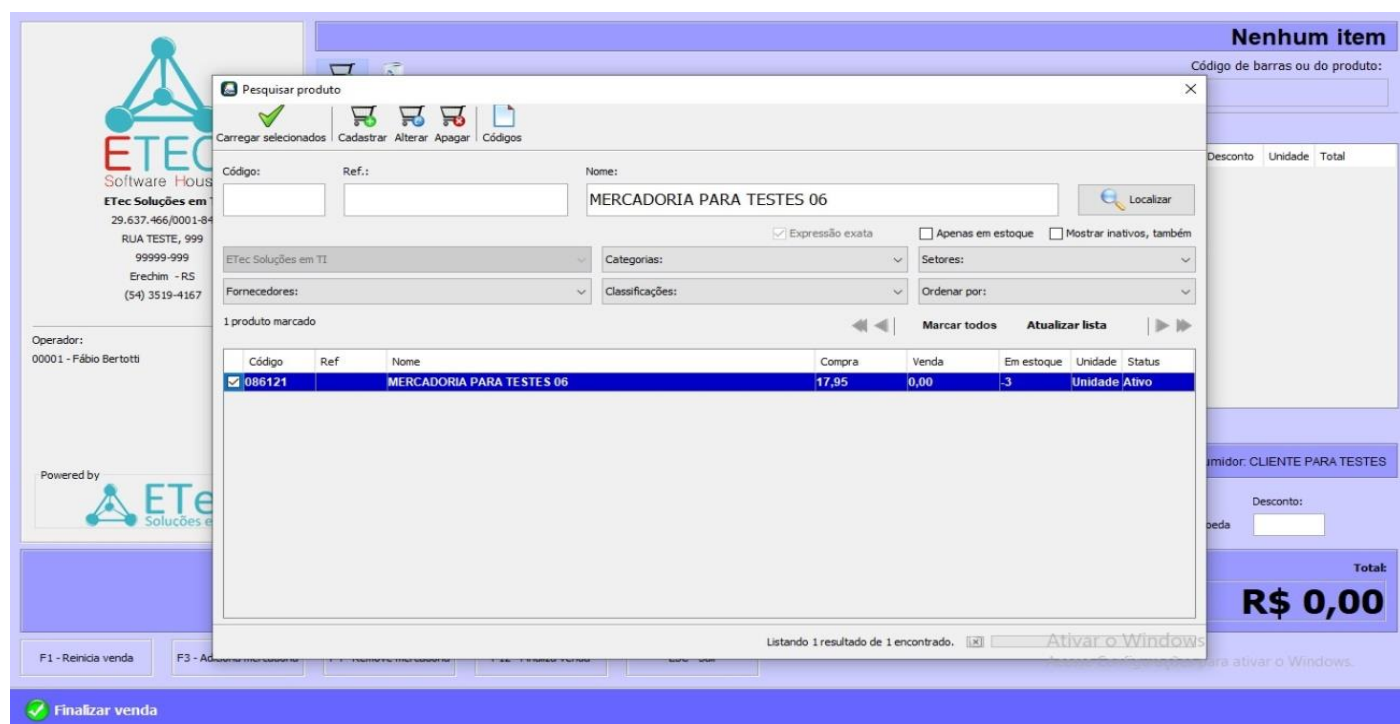 Nenhum item
Código de barras ou do produto:
Pesquisar produto
Carregar selecionados Cadastrar Alterar Apagar Códigos
Código: Ref.: Nome:
MERCADORIA PARA TESTES 06 Localizar
Expressão exata Apenas em estoque Mostrar inativos, também
ETec Soluções em TI Categorias: Setores:
Fornecedores: Classificações: Ordenar por:
1 produto marcado Marcar todos Atualizar lista
Código Ref Nome Compra Venda Em estoque Unidade Status
086121 MERCADORIA PARA TESTES 06 17,95 0,00 -3 Unidade Ativo
Listando 1 resultado de 1 encontrado.
ETEC
Software Hous
ETec Soluções em
29.637.466/0001-84
RUA TESTE, 999
99999-999
Erechim - RS
(54) 3519-4167
Operador:
00001 - Fábio Bertotti
Powered by
ETe
Soluções e
Desconto Unidade Total
umidor: CLIENTE PARA TESTES
Desconto:
oeda
Total:
R$ 0,00
Ativar o Windows
para ativar o Windows.
F1 - Reinicia venda F3 - Ad
Finalizar venda